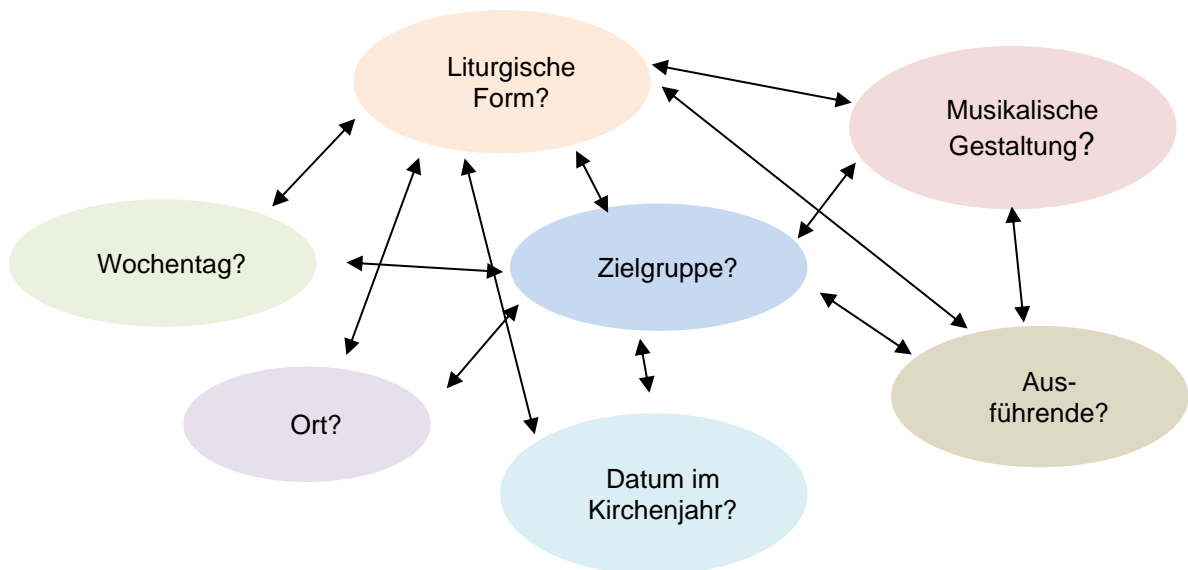 Liturgische
Form?
Musikalische
Gestaltung?
Wochentag?
Zielgruppe?
Aus-
führende?
Ort?
Datum im
Kirchenjahr?